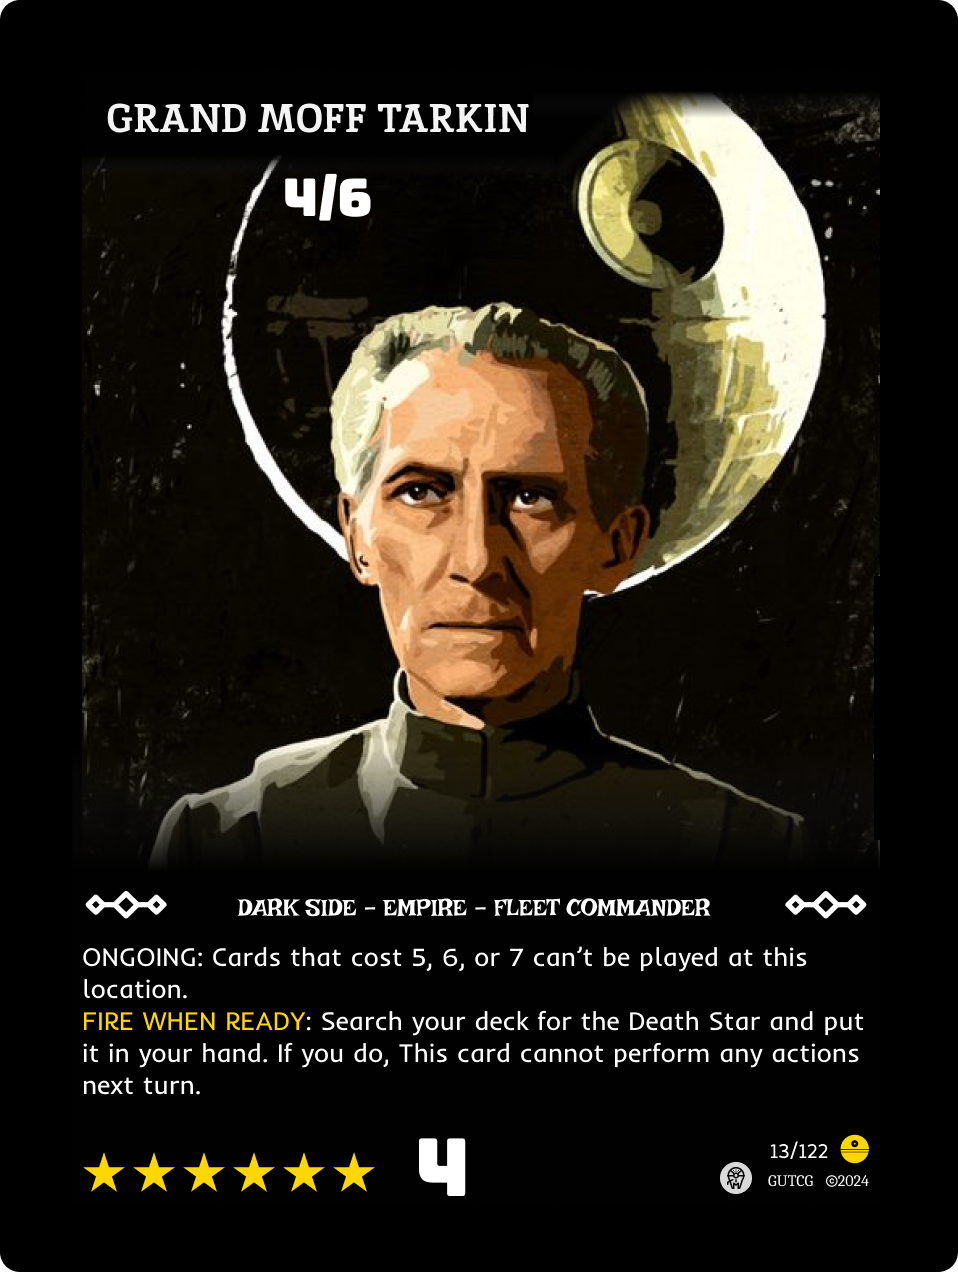 GRAND MOFF TARKIN
4/6
DARK SIDE – EMPIRE – FLEET COMMANDER
ONGOING: Cards that cost 5, 6, or 7 can’t be played at this
location.
FIRE WHEN READY: Search your deck for the Death Star and put
it in your hand. If you do, This card cannot perform any actions
next turn.
4
13/122
GUTCG ©2024